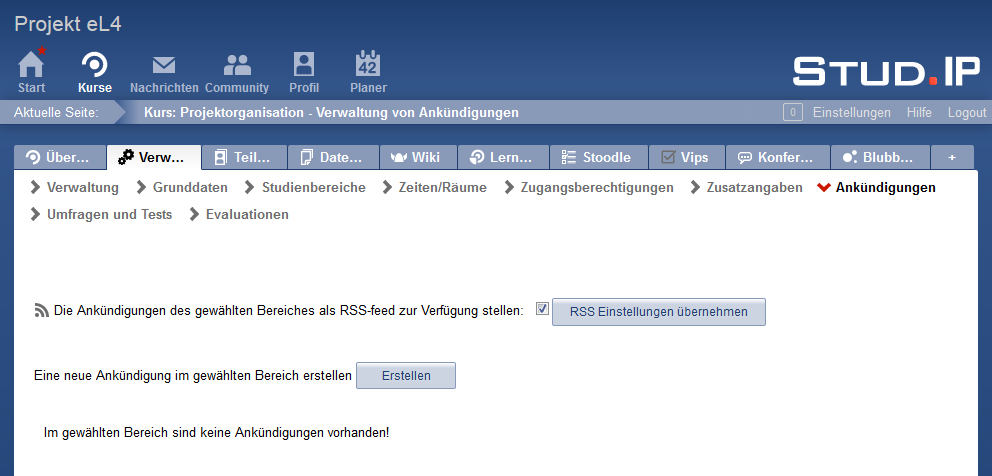 Projekt eL4
42
Start Kurse Nachrichten Community Profil Planer
STUD.IP
Aktuelle Seite: Kurs: Projektorganisation - Verwaltung von Ankündigungen 0 Einstellungen Hilfe Logout
Über... Verw... Teil... Date... Wiki Lern... Stoodle Vips Konfer... Blubb... +
Verwaltung Grunddaten Studienbereiche Zeiten/Räume Zugangsberechtigungen Zusatzangaben Ankündigungen
Umfragen und Tests Evaluationen
Die Ankündigungen des gewählten Bereiches als RSS-feed zur Verfügung stellen: RSS Einstellungen übernehmen
Eine neue Ankündigung im gewählten Bereich erstellen Erstellen
Im gewählten Bereich sind keine Ankündigungen vorhanden!